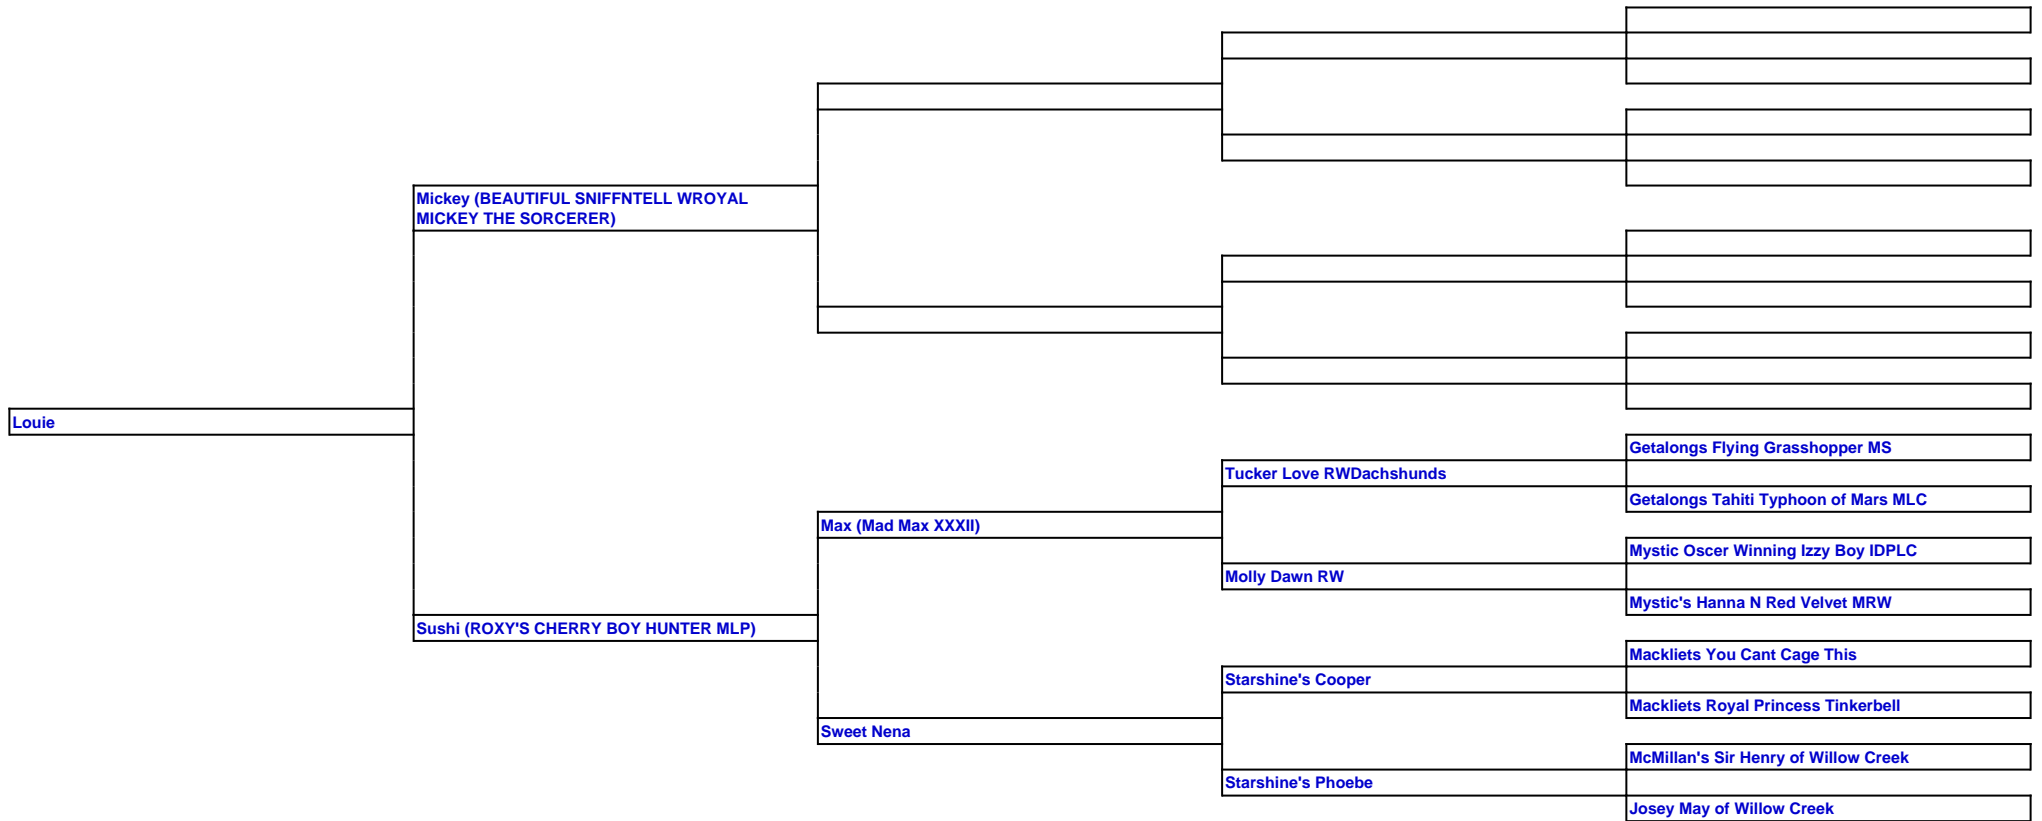 Mickey (BEAUTIFUL SNIFFNTELL WROYAL
MICKEY THE SORCERER)
Louie
Getalongs Flying Grasshopper MS
Tucker Love RWDachshunds
Getalongs Tahiti Typhoon of Mars MLC
Max (Mad Max XXXII)
Mystic Oscer Winning Izzy Boy IDPLC
Molly Dawn RW
Mystic's Hanna N Red Velvet MRW
Sushi (ROXY'S CHERRY BOY HUNTER MLP)
Mackliets You Cant Cage This
Starshine's Cooper
Mackliets Royal Princess Tinkerbell
Sweet Nena
McMillan's Sir Henry of Willow Creek
Starshine's Phoebe
Josey May of Willow Creek